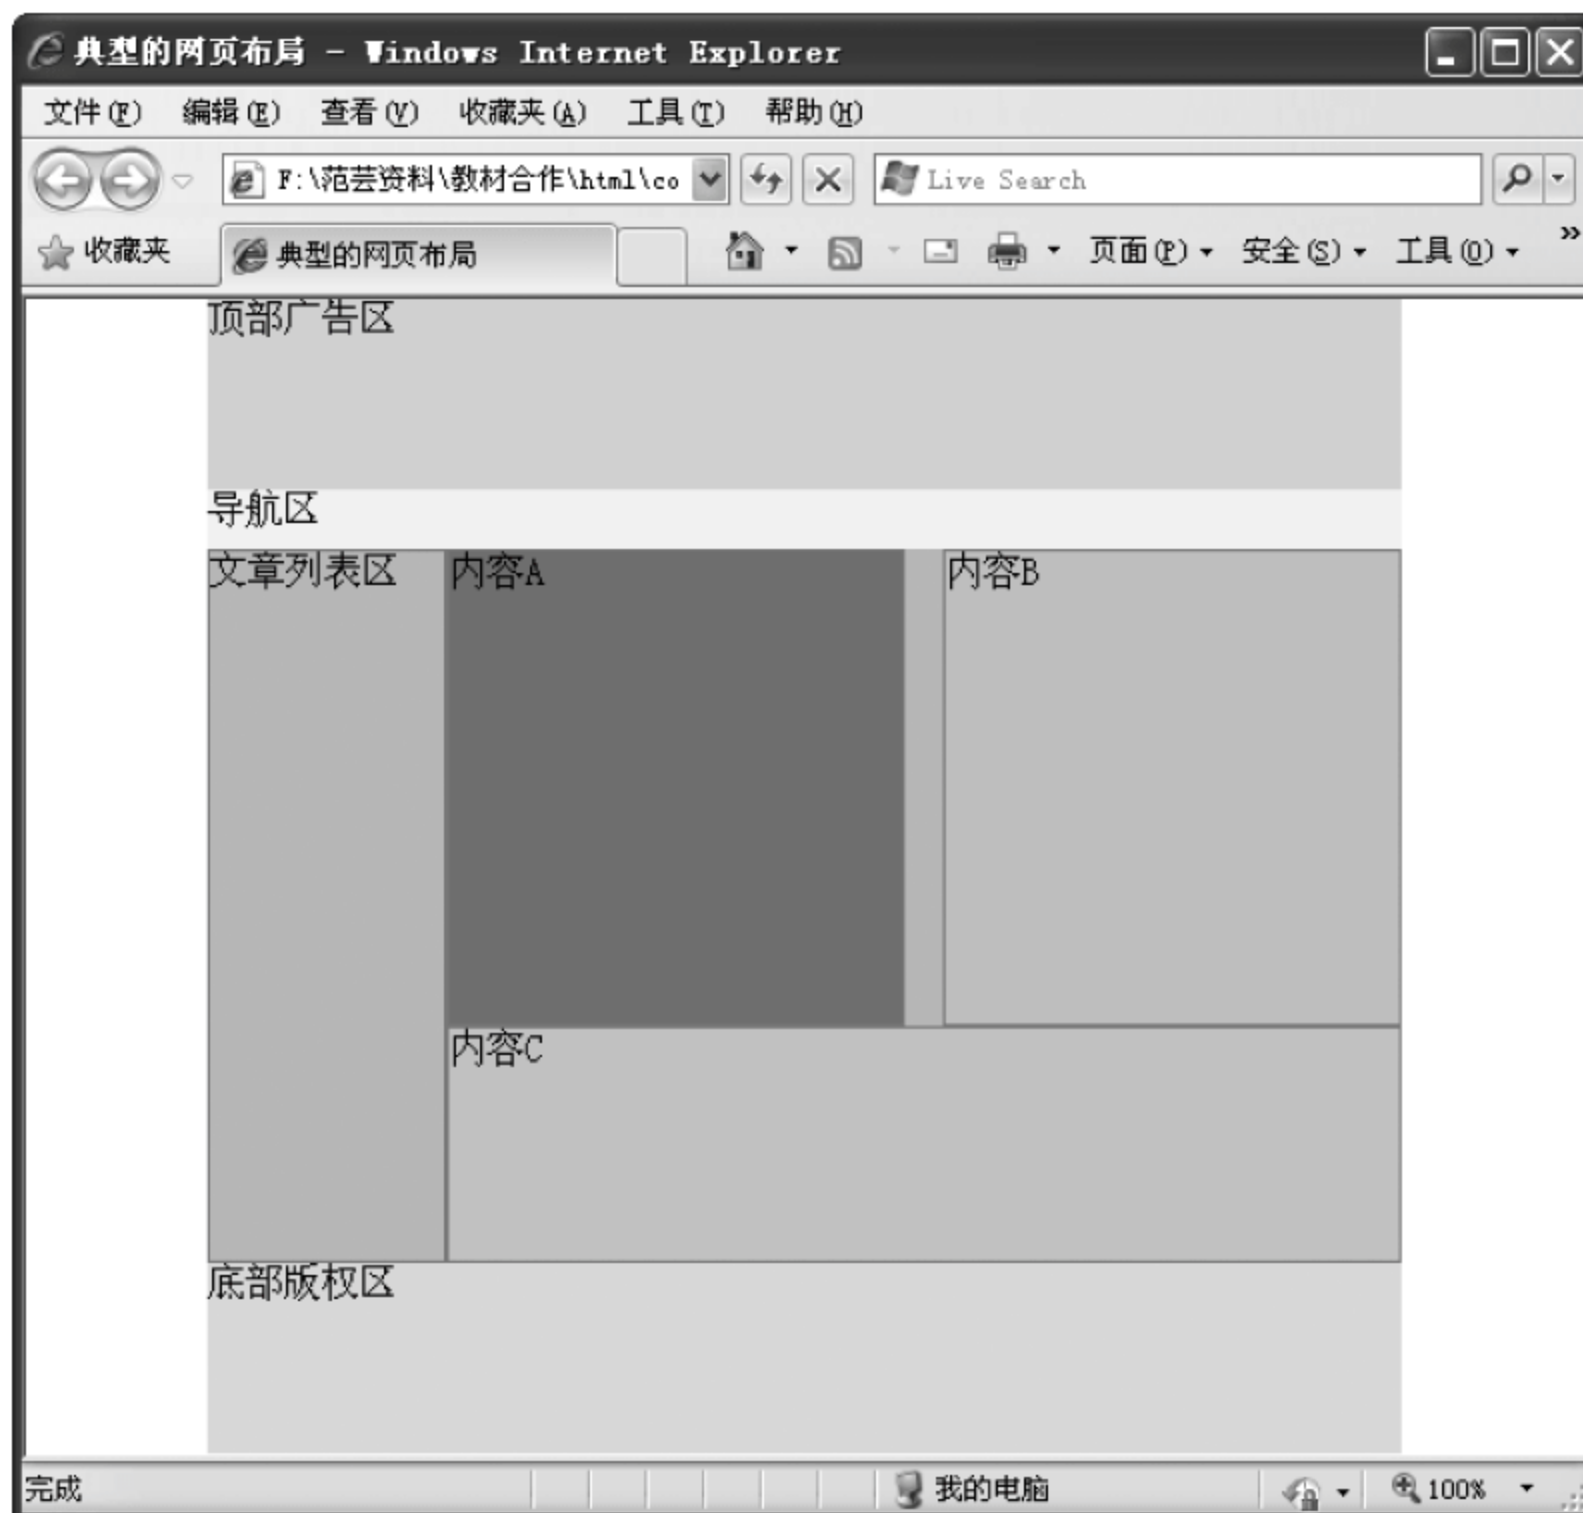 典型的网页布局 - Windows Internet Explorer
文件(F) 编辑(E) 查看(V) 收藏夹(A) 工具(T) 帮助(H)
F:\范芸资料\教材合作\html\co Live Search
收藏夹 典型的网页布局 页面(P) 安全(S) 工具(O) »
顶部广告区
导航区
文章列表区 内容A 内容B
内容C
底部版权区
完成 我的电脑 100%